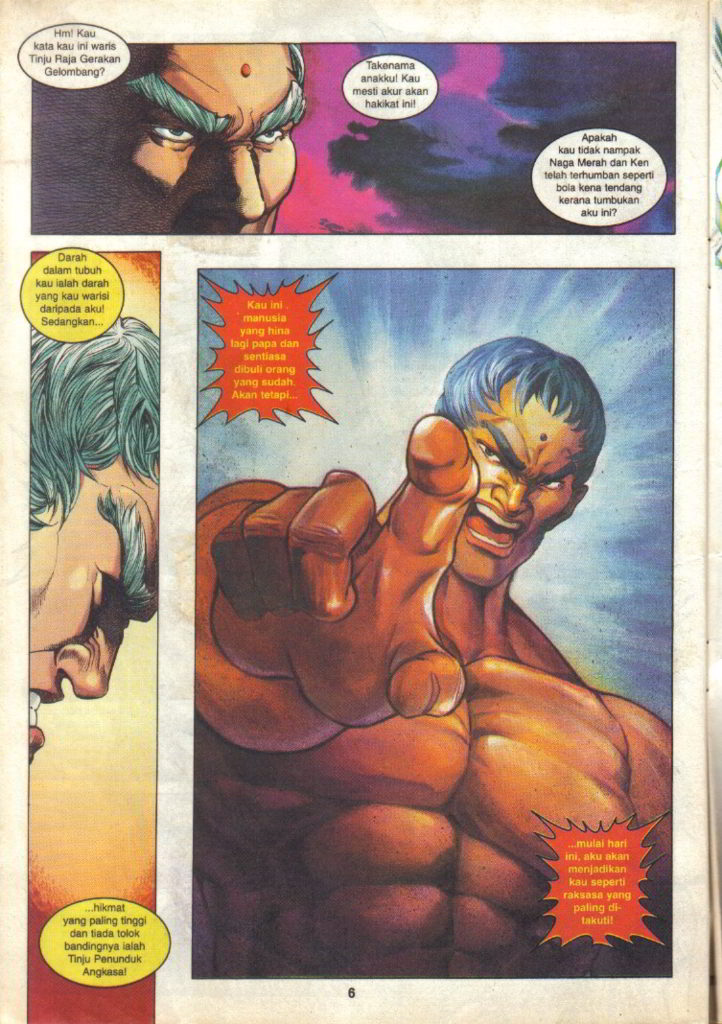 Hm! Kau
kata kau ini waris
Tinju Raja Gerakan
Gelombang?
Takenama
anakku! Kau
mesti akur akan
hakikat ini!
Apakah
kau tidak nampak
Naga Merah dan Ken
telah terhumban seperti
bola kena tendang
kerana tumbukan
aku ini?
Darah
dalam tubuh
kau ialah darah
yang kau warisi
daripada aku!
Sedangkan...
...hikmat
yang paling tinggi
dan tiada tolok
bandingnya ialah
Tinju Penunduk
Angkasa!
Kau ini
manusia
yang hina
lagi papa dan
sentiasa
dibuli orang
yang sudah.
Akan tetapi...
...mulai hari
ini, aku akan
menjadikan
kau seperti
raksasa yang
paling di-
takuti!
6